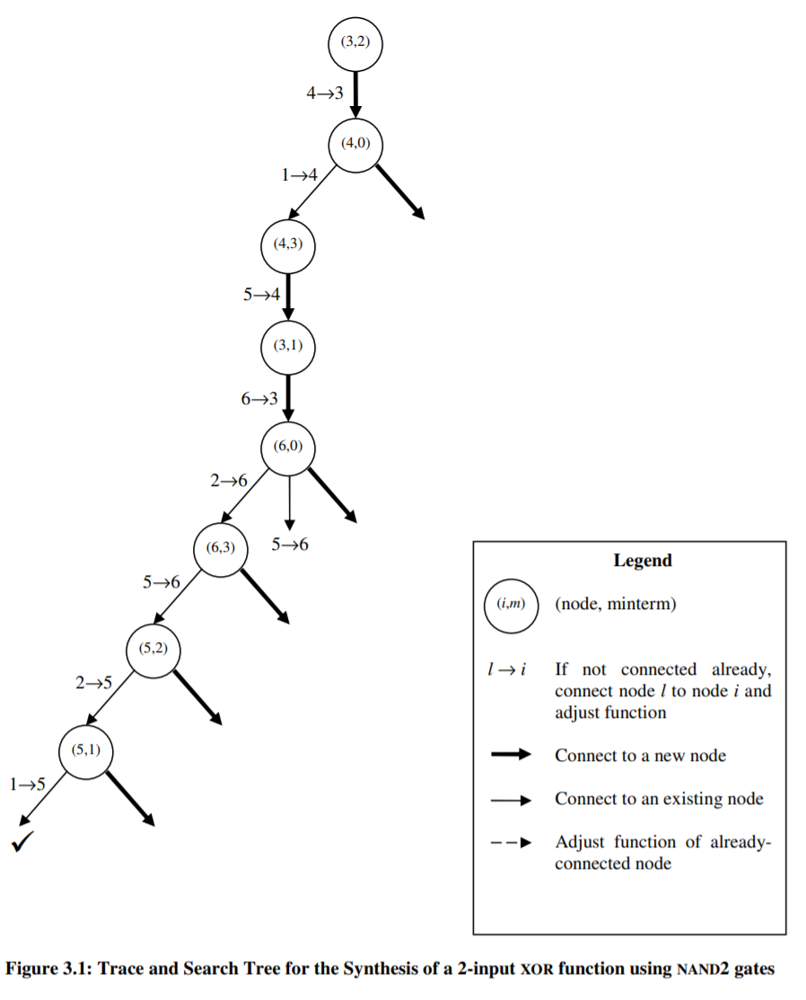 (3,2)
4→3
(4,0)
1→4
(4,3)
5→4
(3,1)
6→3
(6,0)
2→6
5→6
(6,3)
5→6
(5,2)
2→5
(5,1)
1→5
Legend
(i,m) (node, minterm)
l → i If not connected already,
connect node l to node i and
adjust function
Connect to a new node
Connect to an existing node
Adjust function of already-
connected node
Figure 3.1: Trace and Search Tree for the Synthesis of a 2-input XOR function using NAND2 gates